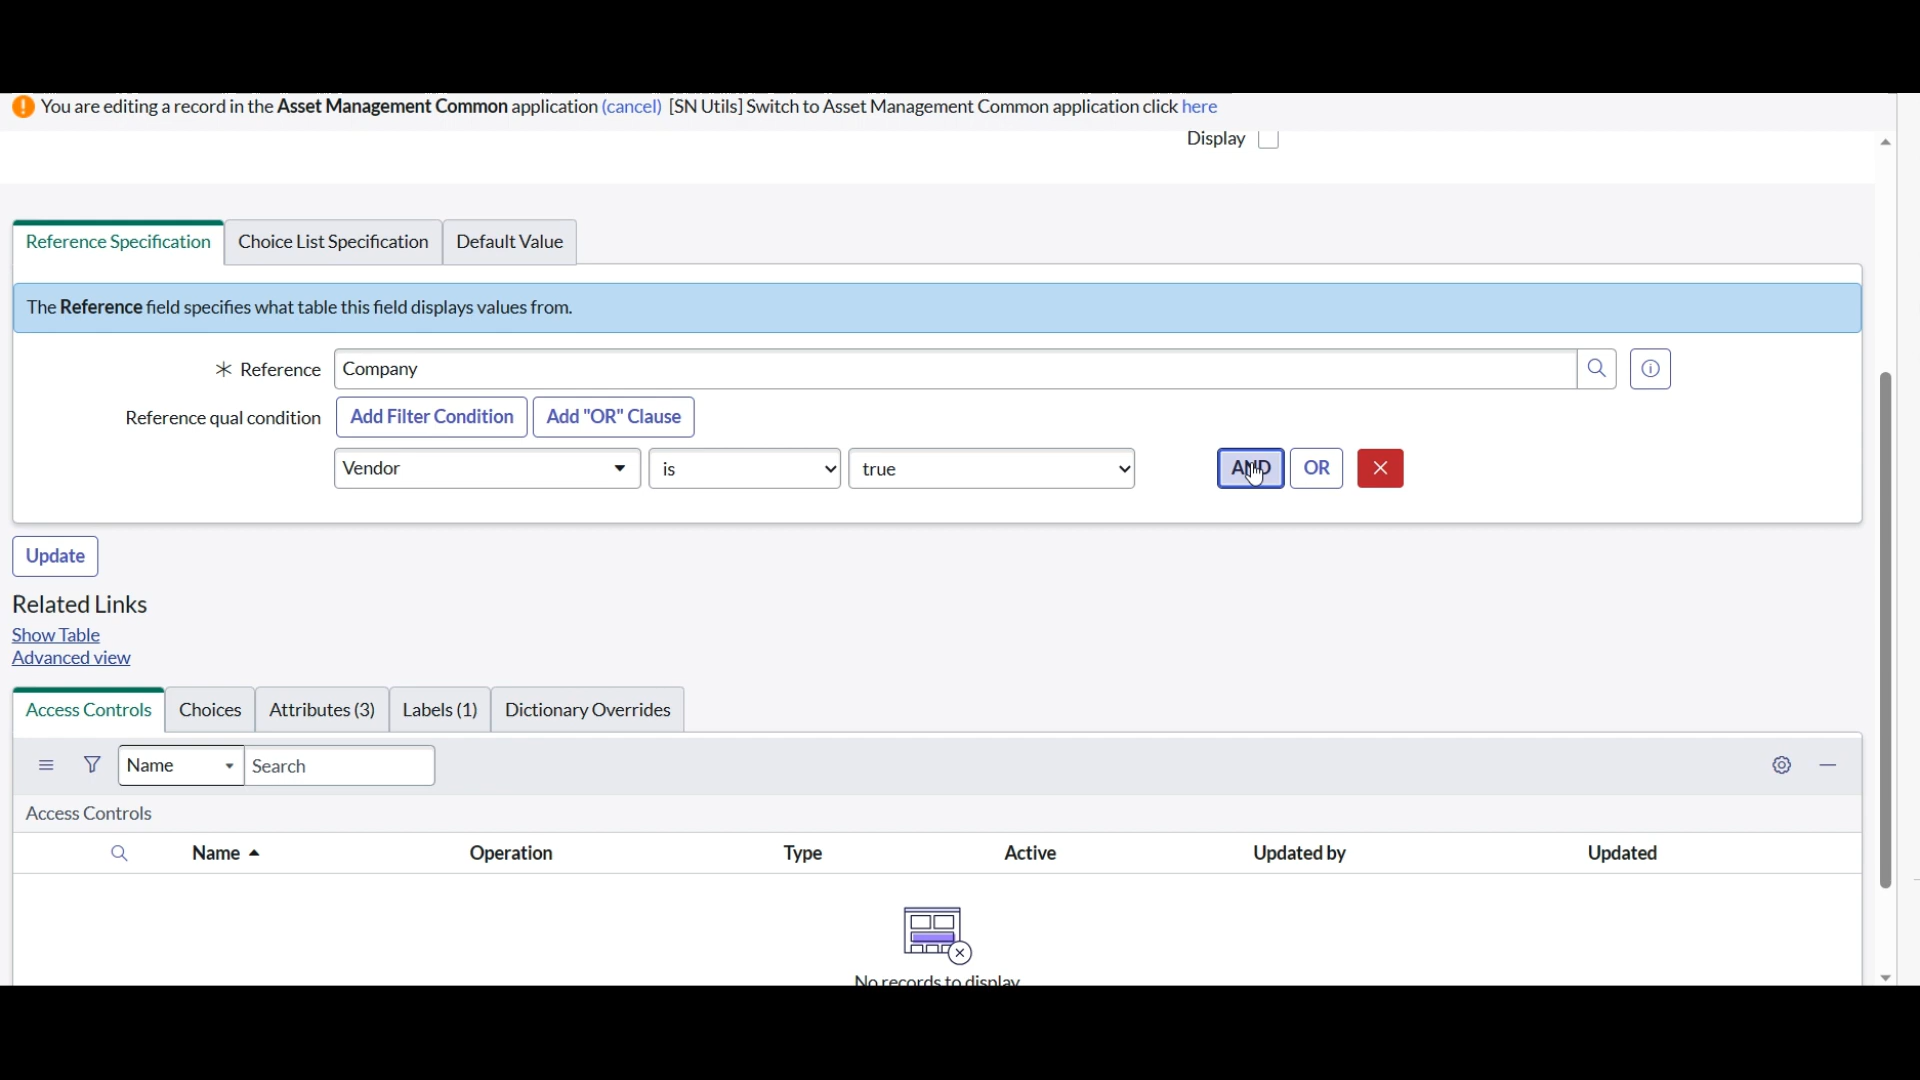 You are editing a record in the Asset Management Common application (cancel) [SN Utils] Switch to Asset Management Common application click here
Display
Reference Specification Choice List Specification Default Value
The Reference field specifies what table this field displays values from.
Reference Company
Reference qual condition Add Filter Condition Add "OR" Clause
Vendor is true AND OR
Update
Related Links
Show Table
Advanced view
Access Controls Choices Attributes (3) Labels (1) Dictionary Overrides
Name Search
Access Controls
Name Operation Type Active Updated by Updated
No records to display